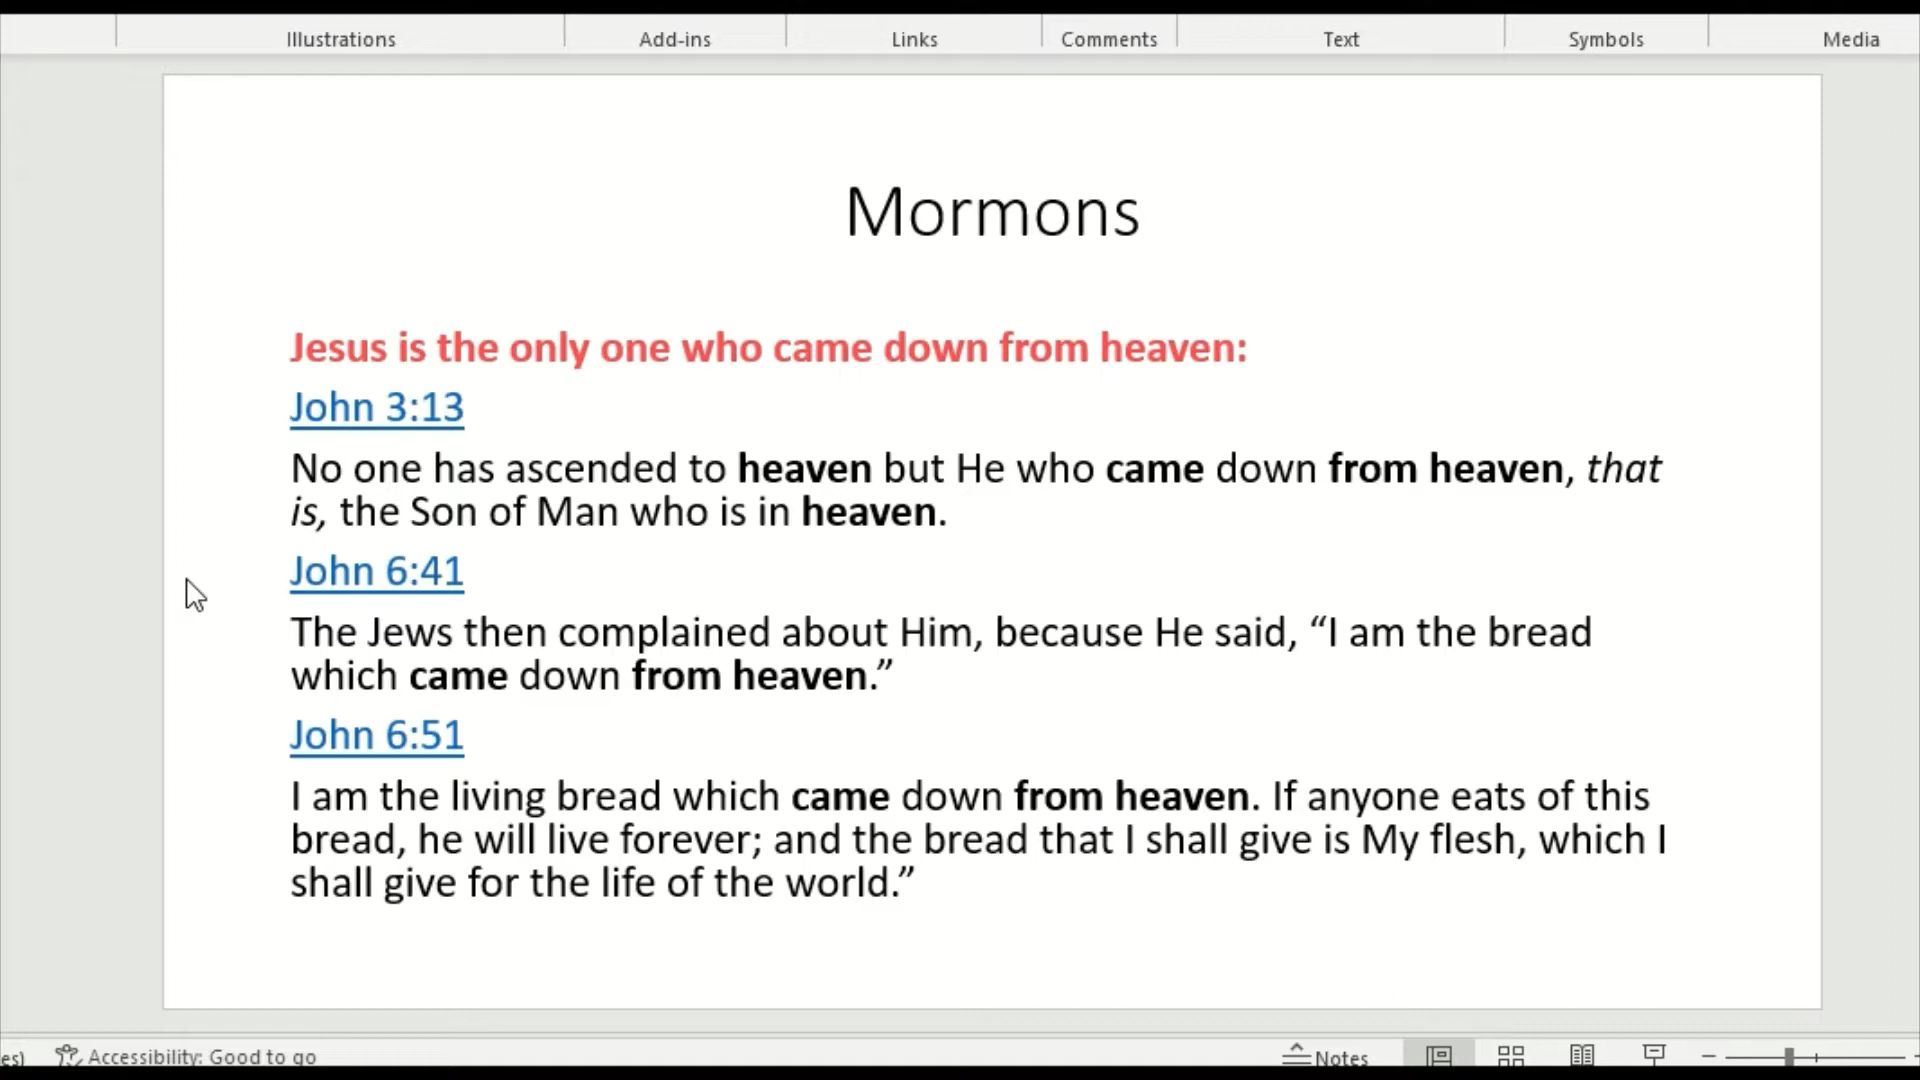 Illustrations Add-ins Links Comments Text Symbols Media
Mormons
Jesus is the only one who came down from heaven:
John 3:13
No one has ascended to heaven but He who came down from heaven, that
is, the Son of Man who is in heaven.
John 6:41
The Jews then complained about Him, because He said, “I am the bread
which came down from heaven.”
John 6:51
I am the living bread which came down from heaven. If anyone eats of this
bread, he will live forever; and the bread that I shall give is My flesh, which I
shall give for the life of the world.”
es) Accessibility: Good to go Notes